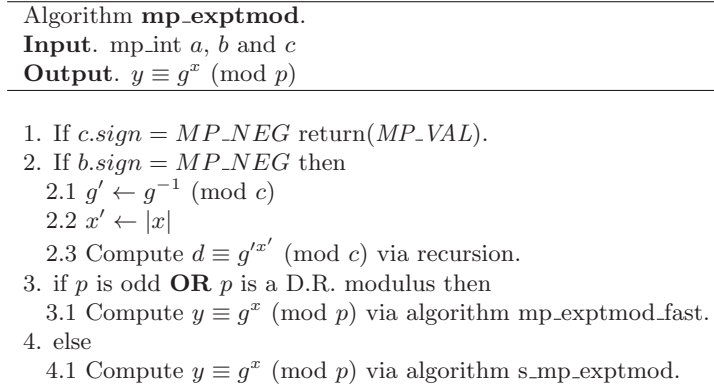 Algorithm mp_exptmod.
Input. mp_int a, b and c
Output. y ≡ g^x (mod p)
1. If c.sign = MP_NEG return(MP_VAL).
2. If b.sign = MP_NEG then
2.1 g′ ← g^−1 (mod c)
2.2 x′ ← |x|
2.3 Compute d ≡ g′^x′ (mod c) via recursion.
3. if p is odd OR p is a D.R. modulus then
3.1 Compute y ≡ g^x (mod p) via algorithm mp_exptmod_fast.
4. else
4.1 Compute y ≡ g^x (mod p) via algorithm s_mp_exptmod.